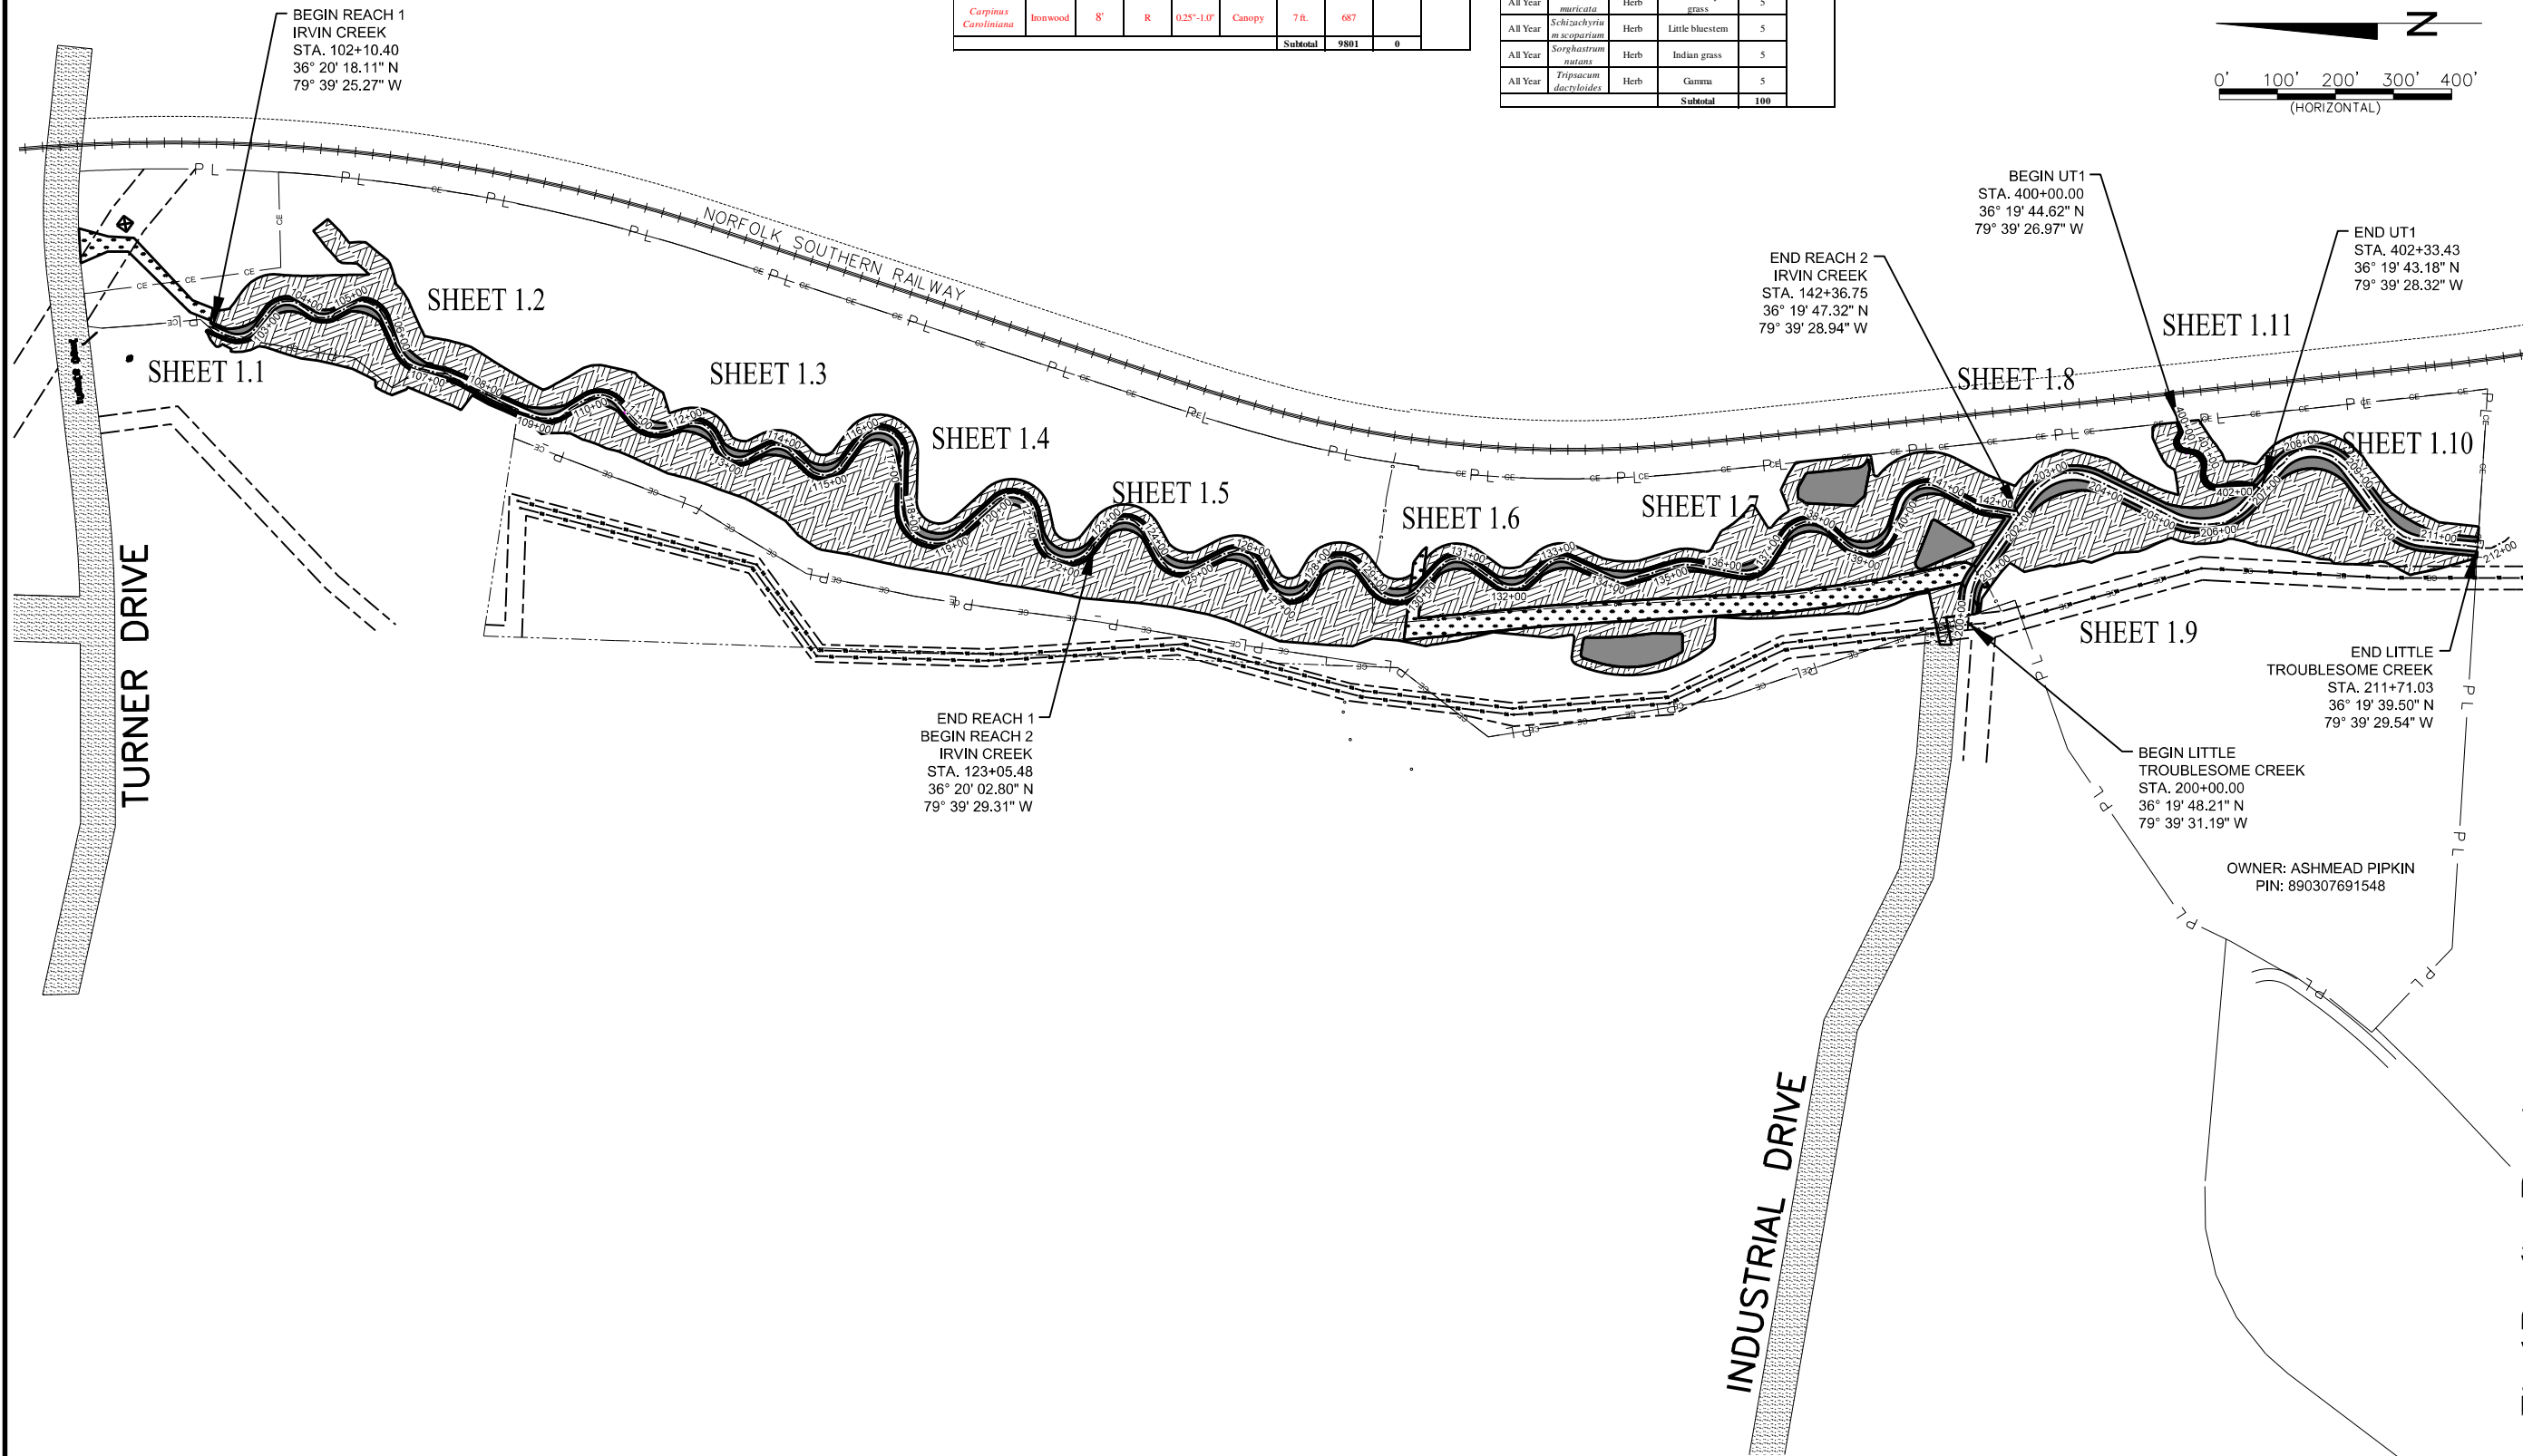 BEGIN REACH 1
IRVIN CREEK
STA. 102+10.40
36° 20' 18.11" N
79° 39' 25.27" W
Carpinus Caroliniana Ironwood 8' R 0.25"-1.0" Canopy 7 ft. 687
Subtotal 9801 0
All Year muricata Herb grass 5
All Year Schizachyriu m scoparium Herb Little bluestem 5
All Year Sorghastrum nutans Herb Indian grass 5
All Year Tripsacum dactyloides Herb Gamma 5
Subtotal 100
N
0' 100' 200' 300' 400'
(HORIZONTAL)
NORFOLK SOUTHERN RAILWAY
BEGIN UT1
STA. 400+00.00
36° 19' 44.62" N
79° 39' 26.97" W
END UT1
STA. 402+33.43
36° 19' 43.18" N
79° 39' 28.32" W
END REACH 2
IRVIN CREEK
STA. 142+36.75
36° 19' 47.32" N
79° 39' 28.94" W
SHEET 1.1
SHEET 1.2
SHEET 1.3
SHEET 1.4
SHEET 1.5
SHEET 1.6
SHEET 1.7
SHEET 1.8
SHEET 1.11
SHEET 1.10
SHEET 1.9
TURNER DRIVE
END REACH 1
BEGIN REACH 2
IRVIN CREEK
STA. 123+05.48
36° 20' 02.80" N
79° 39' 29.31" W
END LITTLE
TROUBLESOME CREEK
STA. 211+71.03
36° 19' 39.50" N
79° 39' 29.54" W
BEGIN LITTLE
TROUBLESOME CREEK
STA. 200+00.00
36° 19' 48.21" N
79° 39' 31.19" W
OWNER: ASHMEAD PIPKIN
PIN: 890307691548
INDUSTRIAL DRIVE